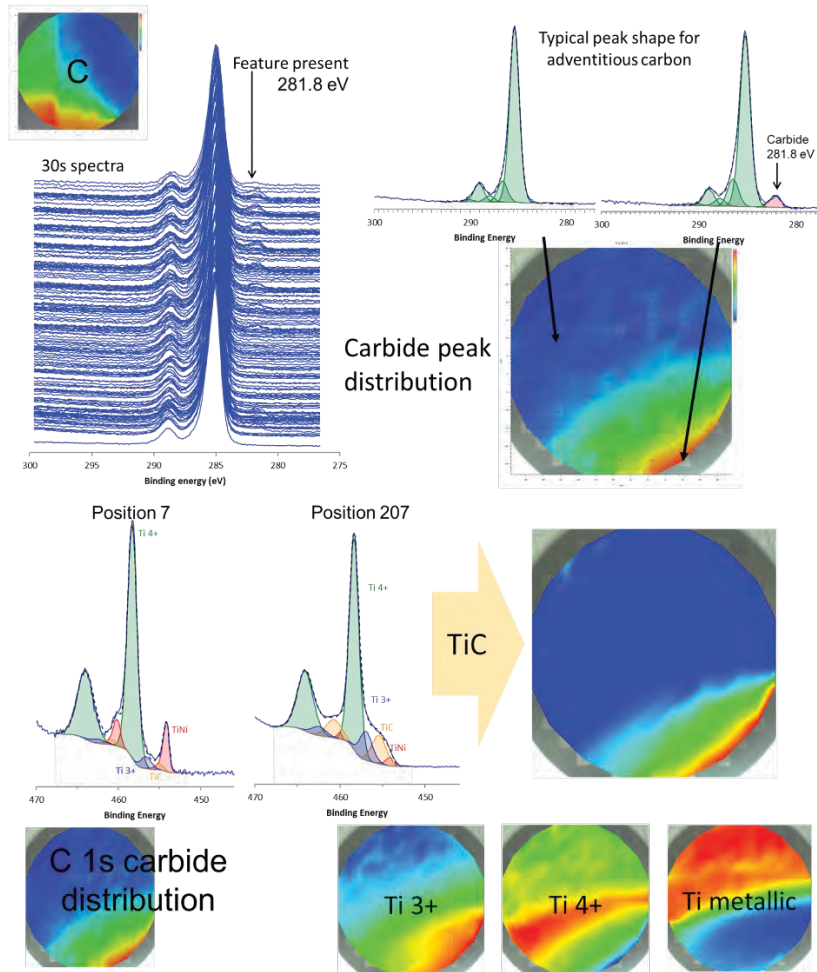 C
Feature present
281.8 eV
30s spectra
300
295
290
285
280
275
Binding energy (eV)
Typical peak shape for
adventitious carbon
Carbide
281.8 eV
300
290
280
300
290
280
Binding Energy
Binding Energy
Carbide peak
distribution
Position 7
Ti 4+
TiNi
Ti 3+
TiC
470
460
450
Binding Energy
Position 207
Ti 4+
Ti 3+
TiC
TiNi
470
460
450
Binding Energy
TiC
C 1s carbide
distribution
Ti 3+
Ti 4+
Ti metallic